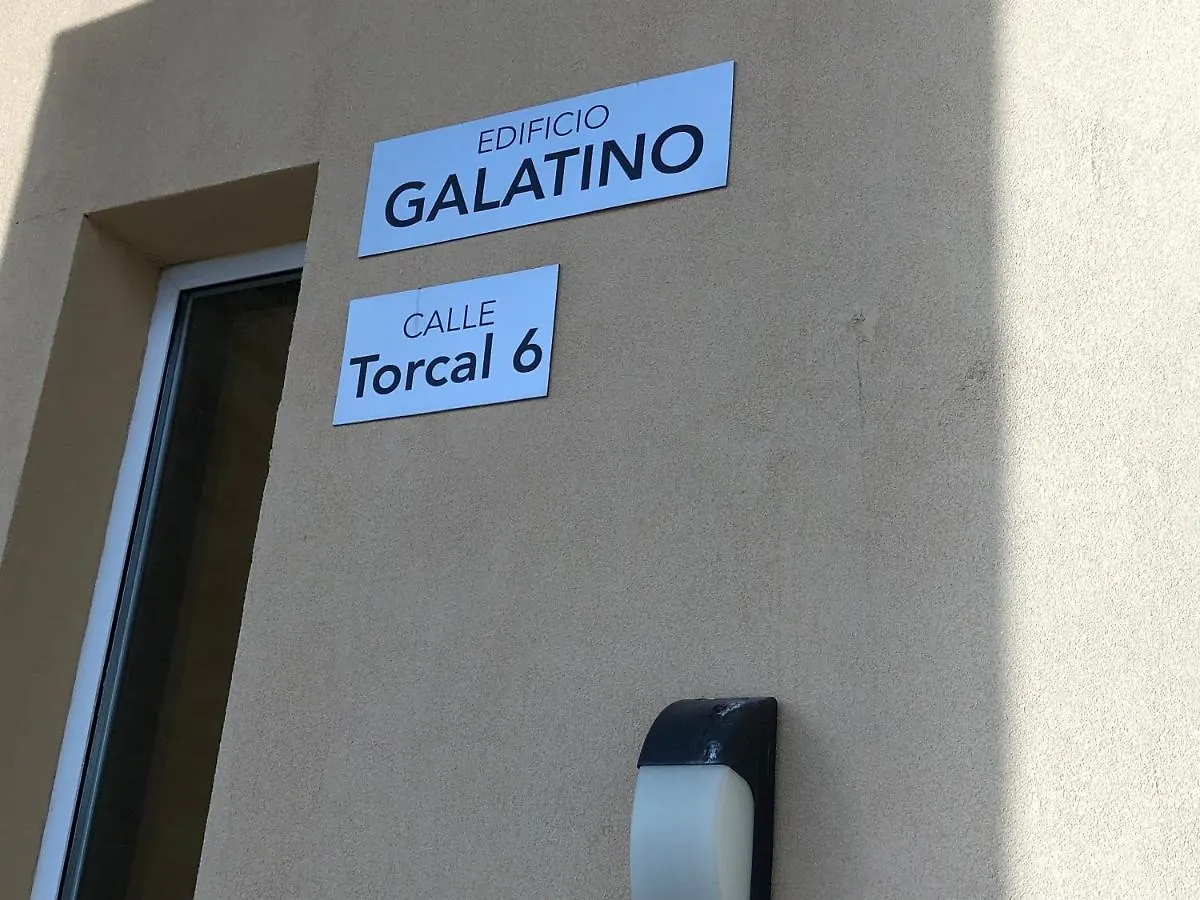 EDIFICIO
GALATINO
CALLE
Torcal 6